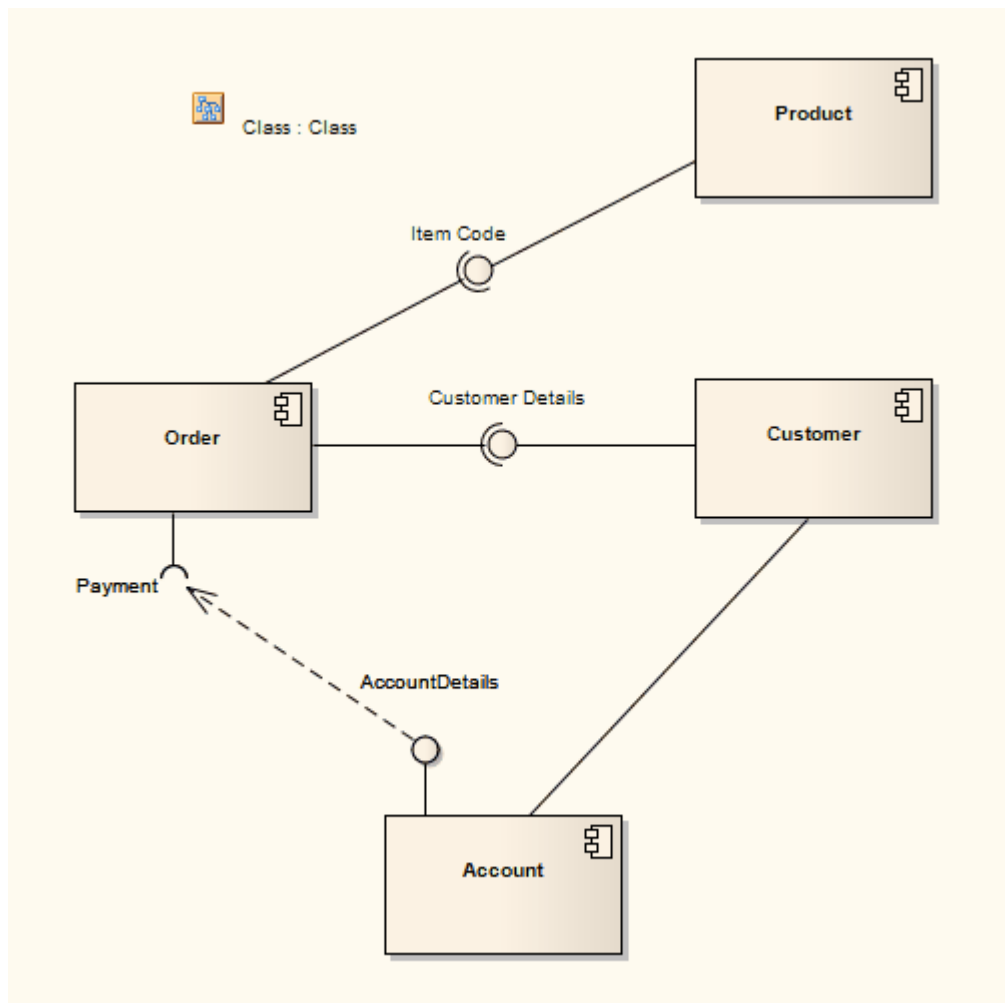 Product
Class : Class
Item Code
Customer Details
Order
Customer
Payment
AccountDetails
Account